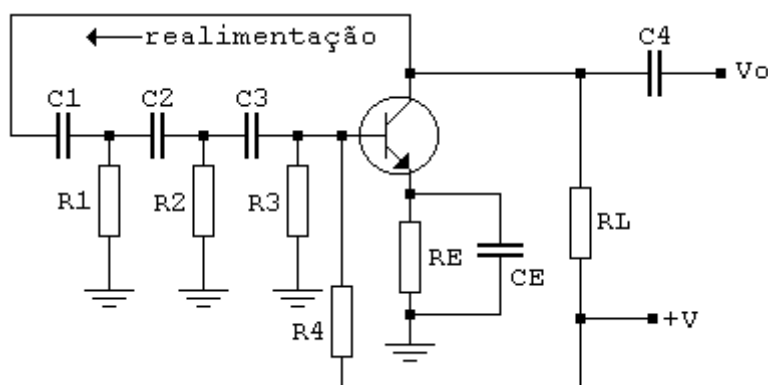 realimentação
C4
Vo
C1
C2
C3
R1
R2
R3
RE
CE
RL
R4
+V